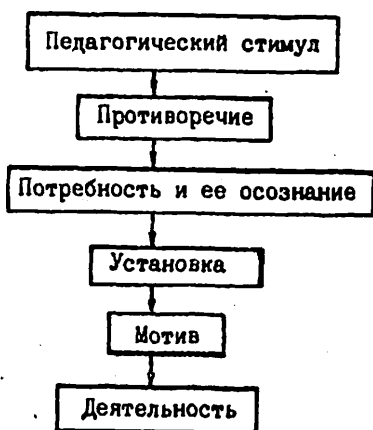 Педагогический стимул
Противоречие
Потребность и ее осознание
Установка
Мотив
Деятельность